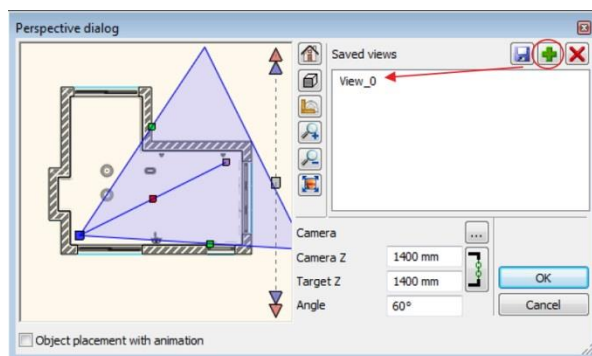 Perspective dialog
Saved views
View_0
Camera
...
Camera Z 1400 mm
Target Z 1400 mm
Angle 60°
OK
Cancel
Object placement with animation